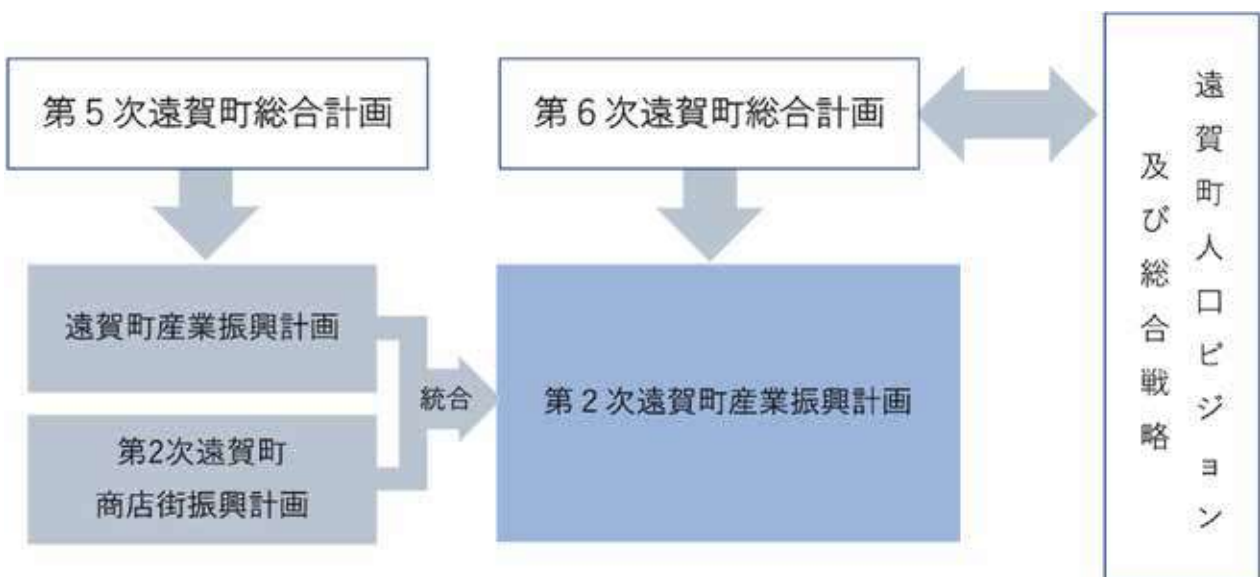 第５次遠賀町総合計画
第６次遠賀町総合計画
遠賀町産業振興計画
第2次遠賀町
商店街振興計画
統合
第２次遠賀町産業振興計画
遠賀町人口ビジョン
及び総合戦略